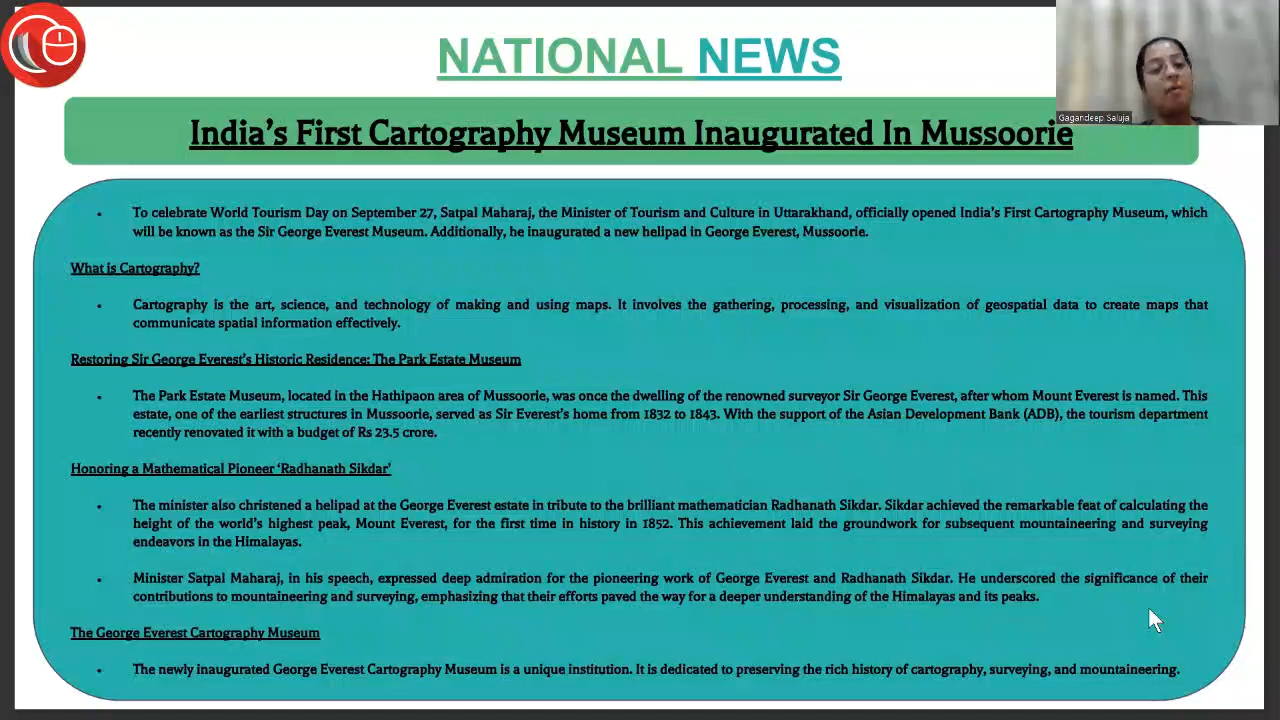 NATIONAL NEWS
Gagandeep Saluja
India's First Cartography Museum Inaugurated In Mussoorie
• To celebrate World Tourism Day on September 27, Satpal Maharaj, the Minister of Tourism and Culture in Uttarakhand, officially opened India's First Cartography Museum, which
will be known as the Sir George Everest Museum. Additionally, he inaugurated a new helipad in George Everest, Mussoorie.
What is Cartography?
• Cartography is the art, science, and technology of making and using maps. It involves the gathering, processing, and visualization of geospatial data to create maps that
communicate spatial information effectively.
Restoring Sir George Everest's Historic Residence: The Park Estate Museum
• The Park Estate Museum, located in the Hathipaon area of Mussoorie, was once the dwelling of the renowned surveyor Sir George Everest, after whom Mount Everest is named. This
estate, one of the earliest structures in Mussoorie, served as Sir Everest's home from 1832 to 1843. With the support of the Asian Development Bank (ADB), the tourism department
recently renovated it with a budget of Rs 23.5 crore.
Honoring a Mathematical Pioneer 'Radhanath Sikdar'
• The minister also christened a helipad at the George Everest estate in tribute to the brilliant mathematician Radhanath Sikdar. Sikdar achieved the remarkable feat of calculating the
height of the world's highest peak, Mount Everest, for the first time in history in 1852. This achievement laid the groundwork for subsequent mountaineering and surveying
endeavors in the Himalayas.
• Minister Satpal Maharaj, in his speech, expressed deep admiration for the pioneering work of George Everest and Radhanath Sikdar. He underscored the significance of their
contributions to mountaineering and surveying, emphasizing that their efforts paved the way for a deeper understanding of the Himalayas and its peaks.
The George Everest Cartography Museum
• The newly inaugurated George Everest Cartography Museum is a unique institution. It is dedicated to preserving the rich history of cartography, surveying, and mountaineering.